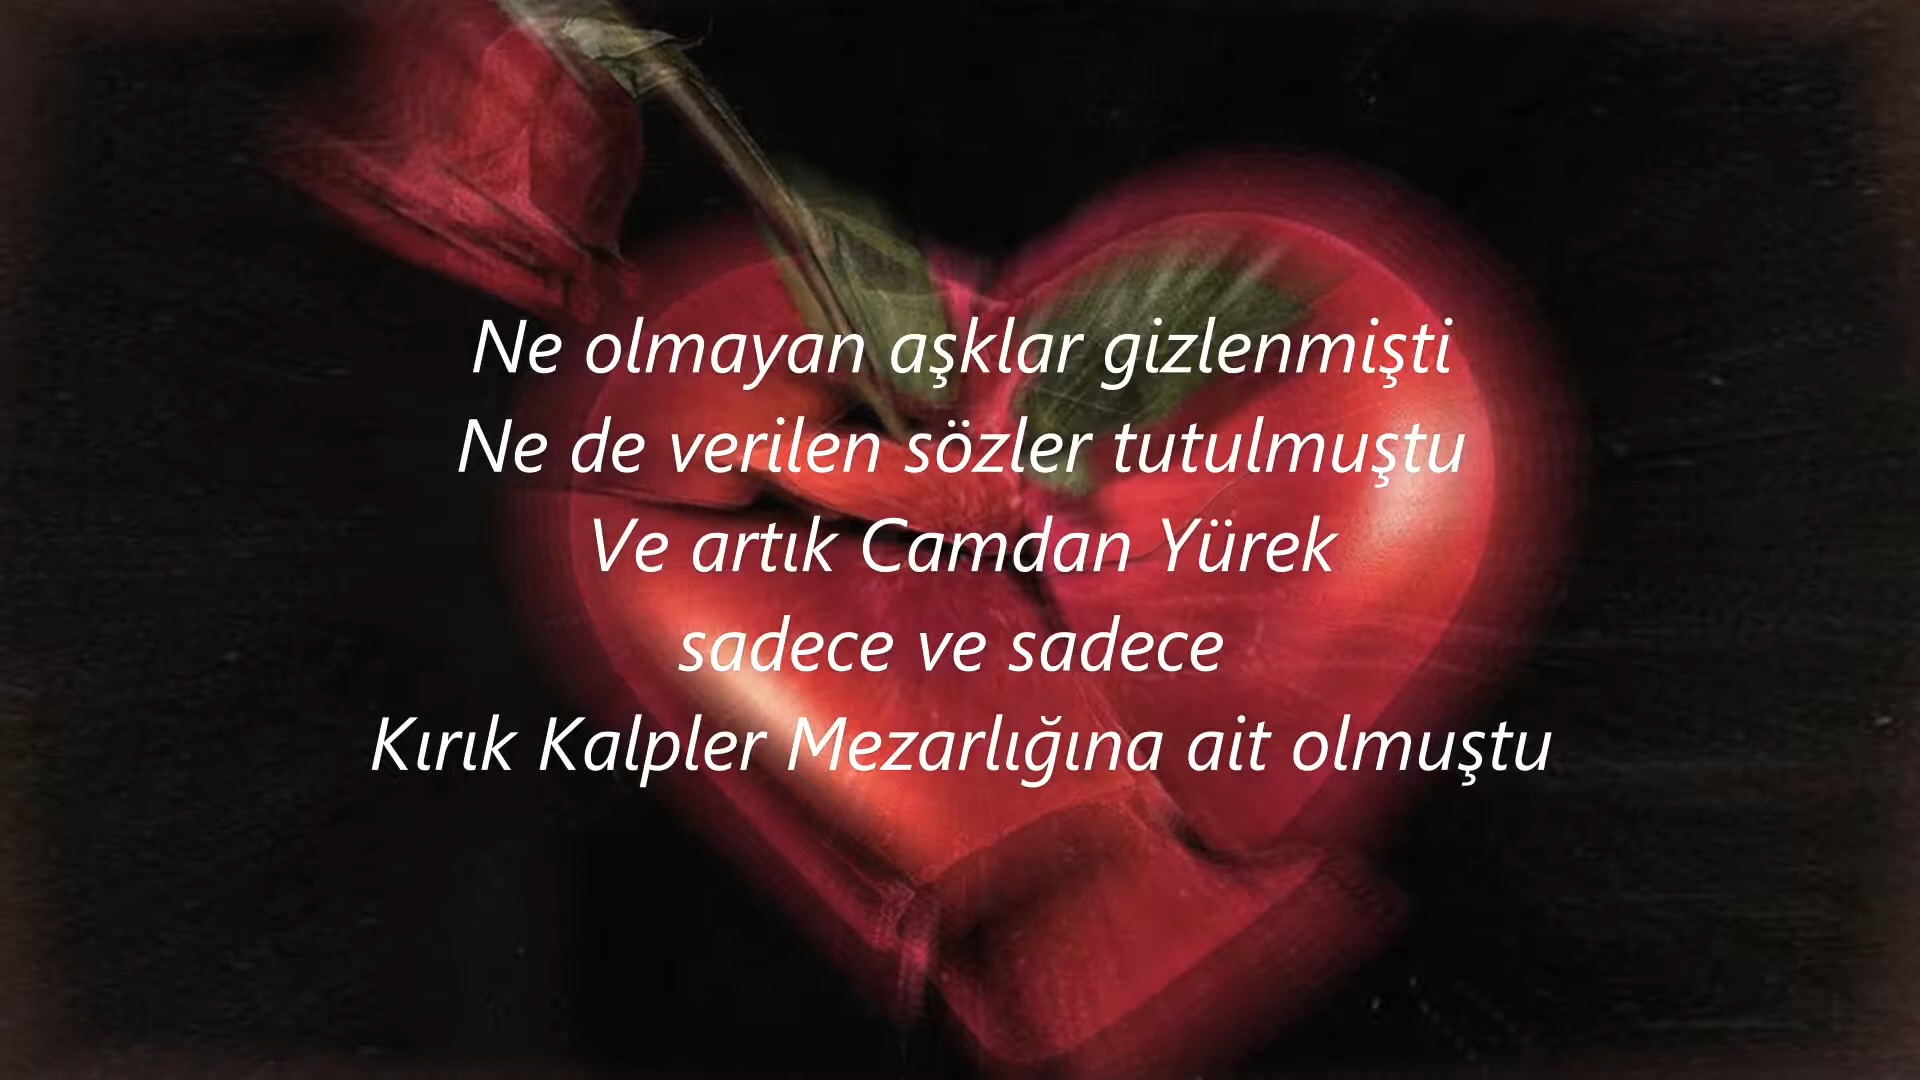 Ne olmayan aşklar gizlenmişti
Ne de verilen sözler tutulmuştu
Ve artık Camdan Yürek
sadece ve sadece
Kırık Kalpler Mezarlığına ait olmuştu